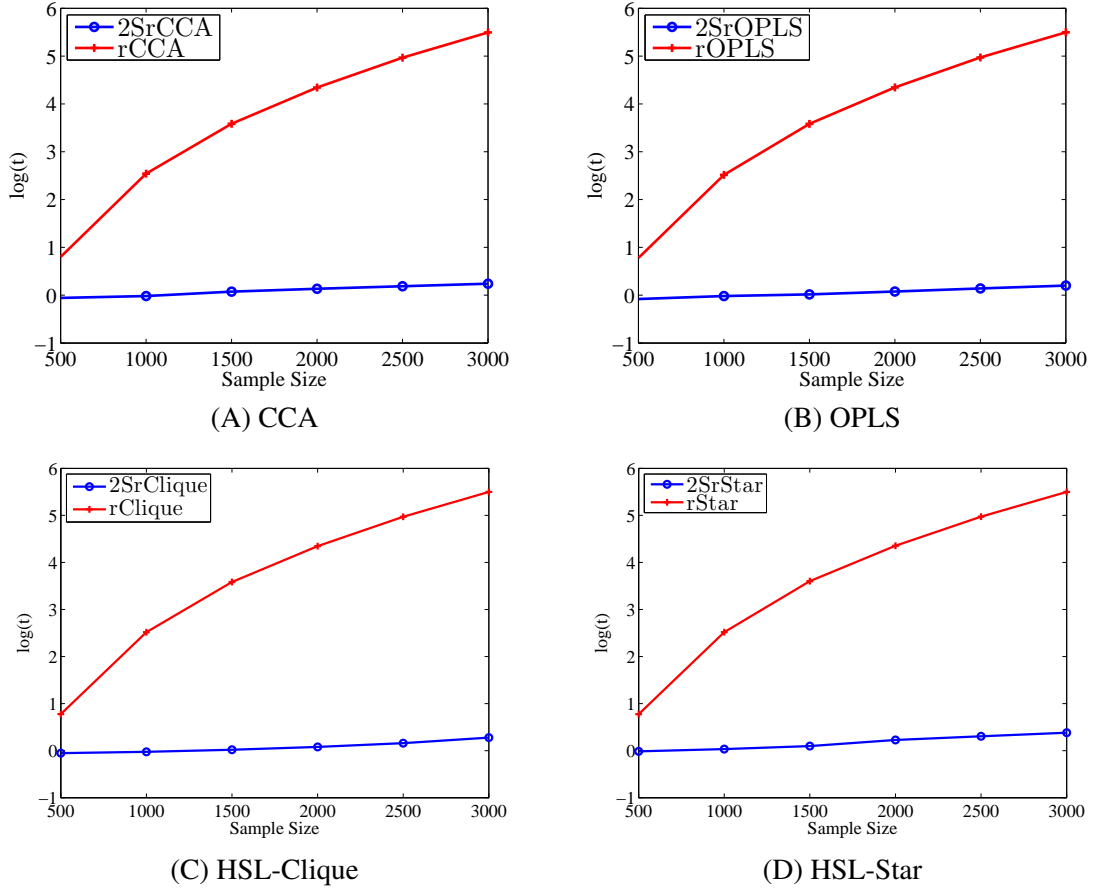 6
5
4
3
2
1
0
−1
log(t)
2SrCCA
rCCA
500 1000 1500 2000 2500 3000
Sample Size
(A) CCA
6
5
4
3
2
1
0
−1
log(t)
2SrOPLS
rOPLS
500 1000 1500 2000 2500 3000
Sample Size
(B) OPLS
6
5
4
3
2
1
0
−1
log(t)
2SrClique
rClique
500 1000 1500 2000 2500 3000
Sample Size
(C) HSL-Clique
6
5
4
3
2
1
0
−1
log(t)
2SrStar
rStar
500 1000 1500 2000 2500 3000
Sample Size
(D) HSL-Star